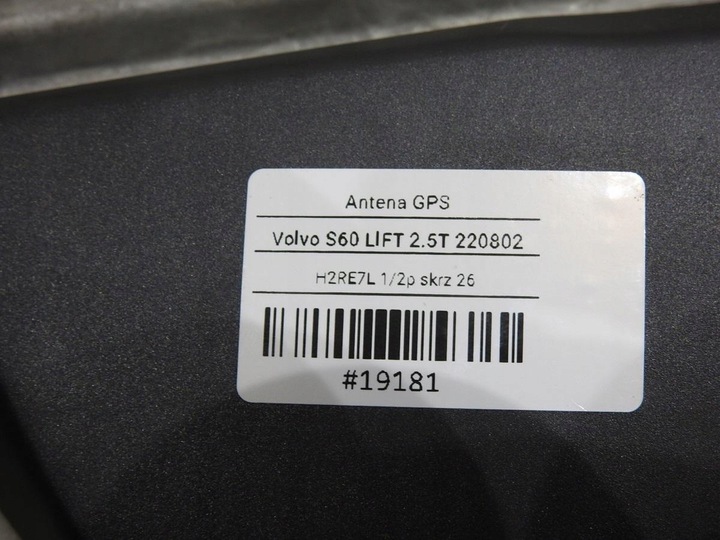 Antena GPS
Volvo S60 LIFT 2.5T 220802
H2RE7L 1/2p skrz 26
#19181